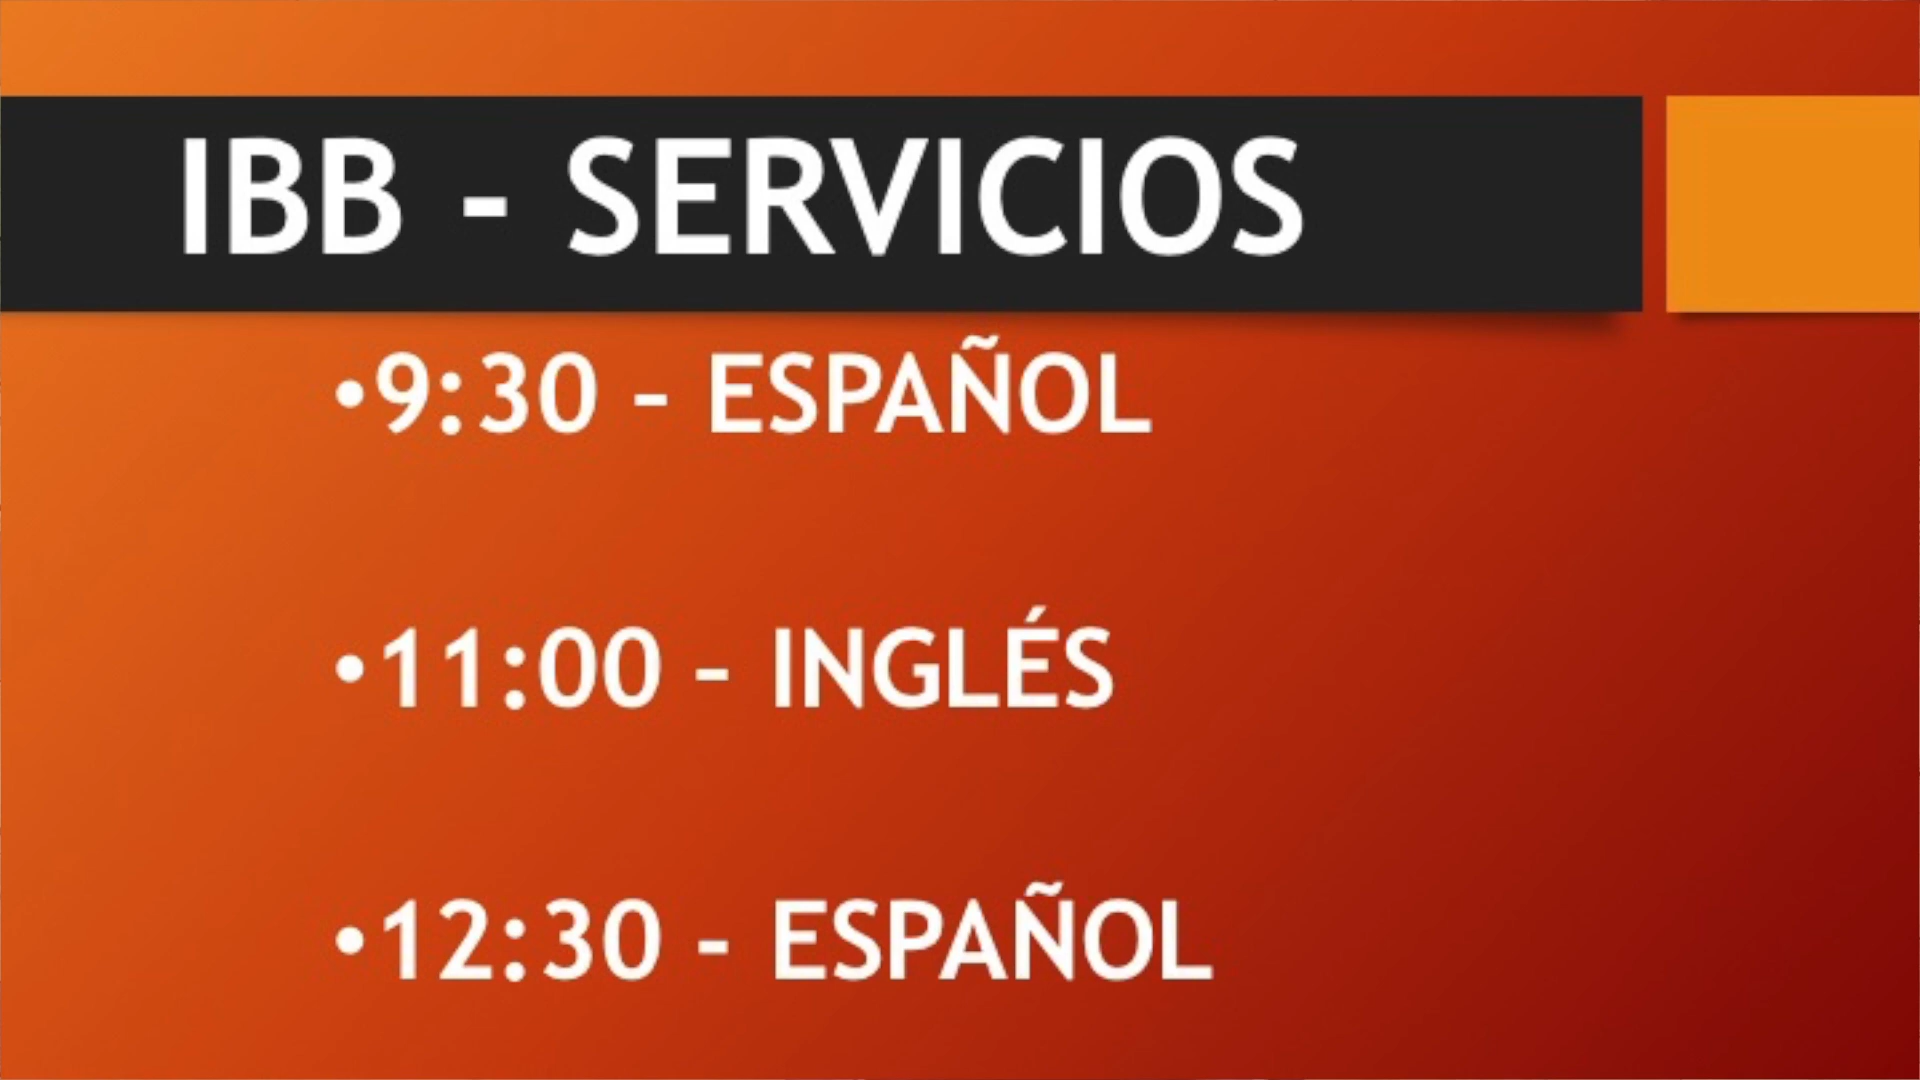 IBB - SERVICIOS
•9:30 – ESPAÑOL
•11:00 – INGLÉS
•12:30 – ESPAÑOL